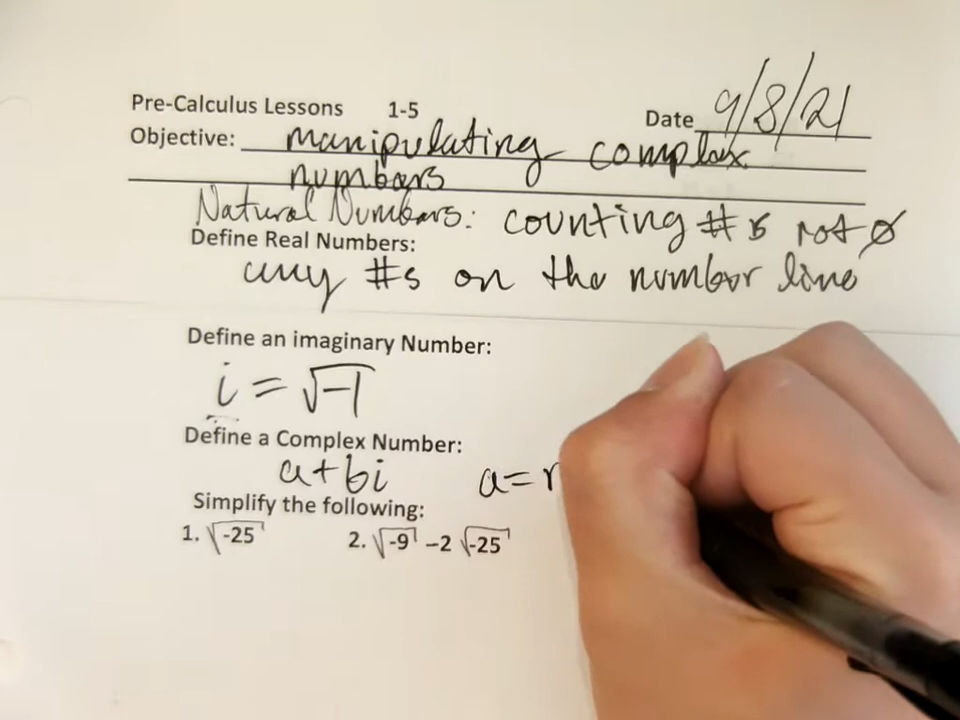 Pre-Calculus Lessons 1-5 Date 9/8/21
Objective: manipulating complex
numbers
Natural Numbers: counting #s not ∅
Define Real Numbers:
any #s on the number line
Define an imaginary Number:
i = √-1
Define a Complex Number:
a+bi a=r
Simplify the following:
1. √-25 2. √-9 -2 √-25